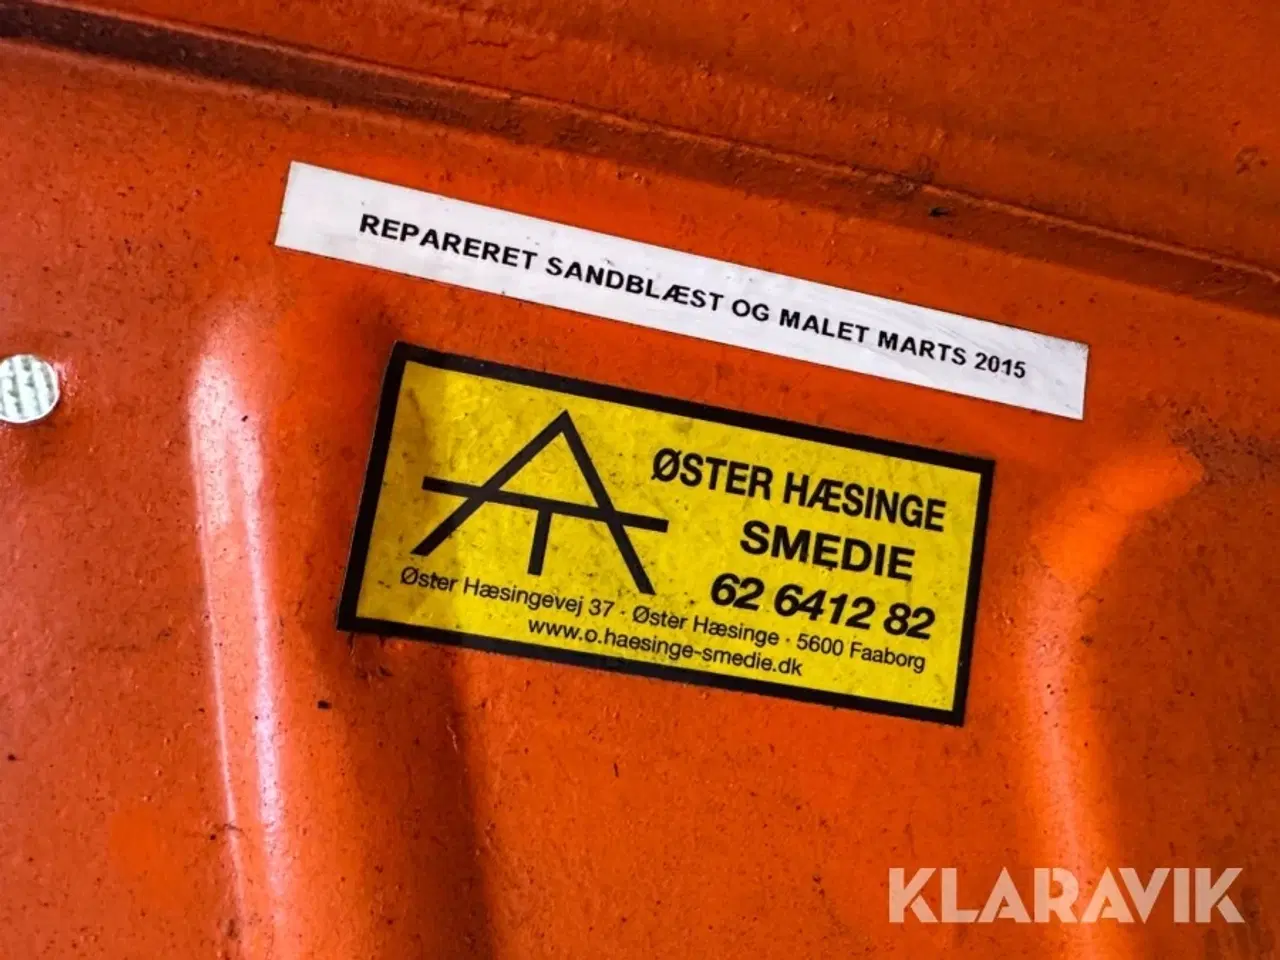 REPARERET SANDBLÆST OG MALET MARTS 2015
ØSTER HÆSINGE
SMEDIE
62 6412 82
Øster Hæsingevej 37 · Øster Hæsinge · 5600 Faaborg
www.o.haesinge-smedie.dk
KLARAVIK